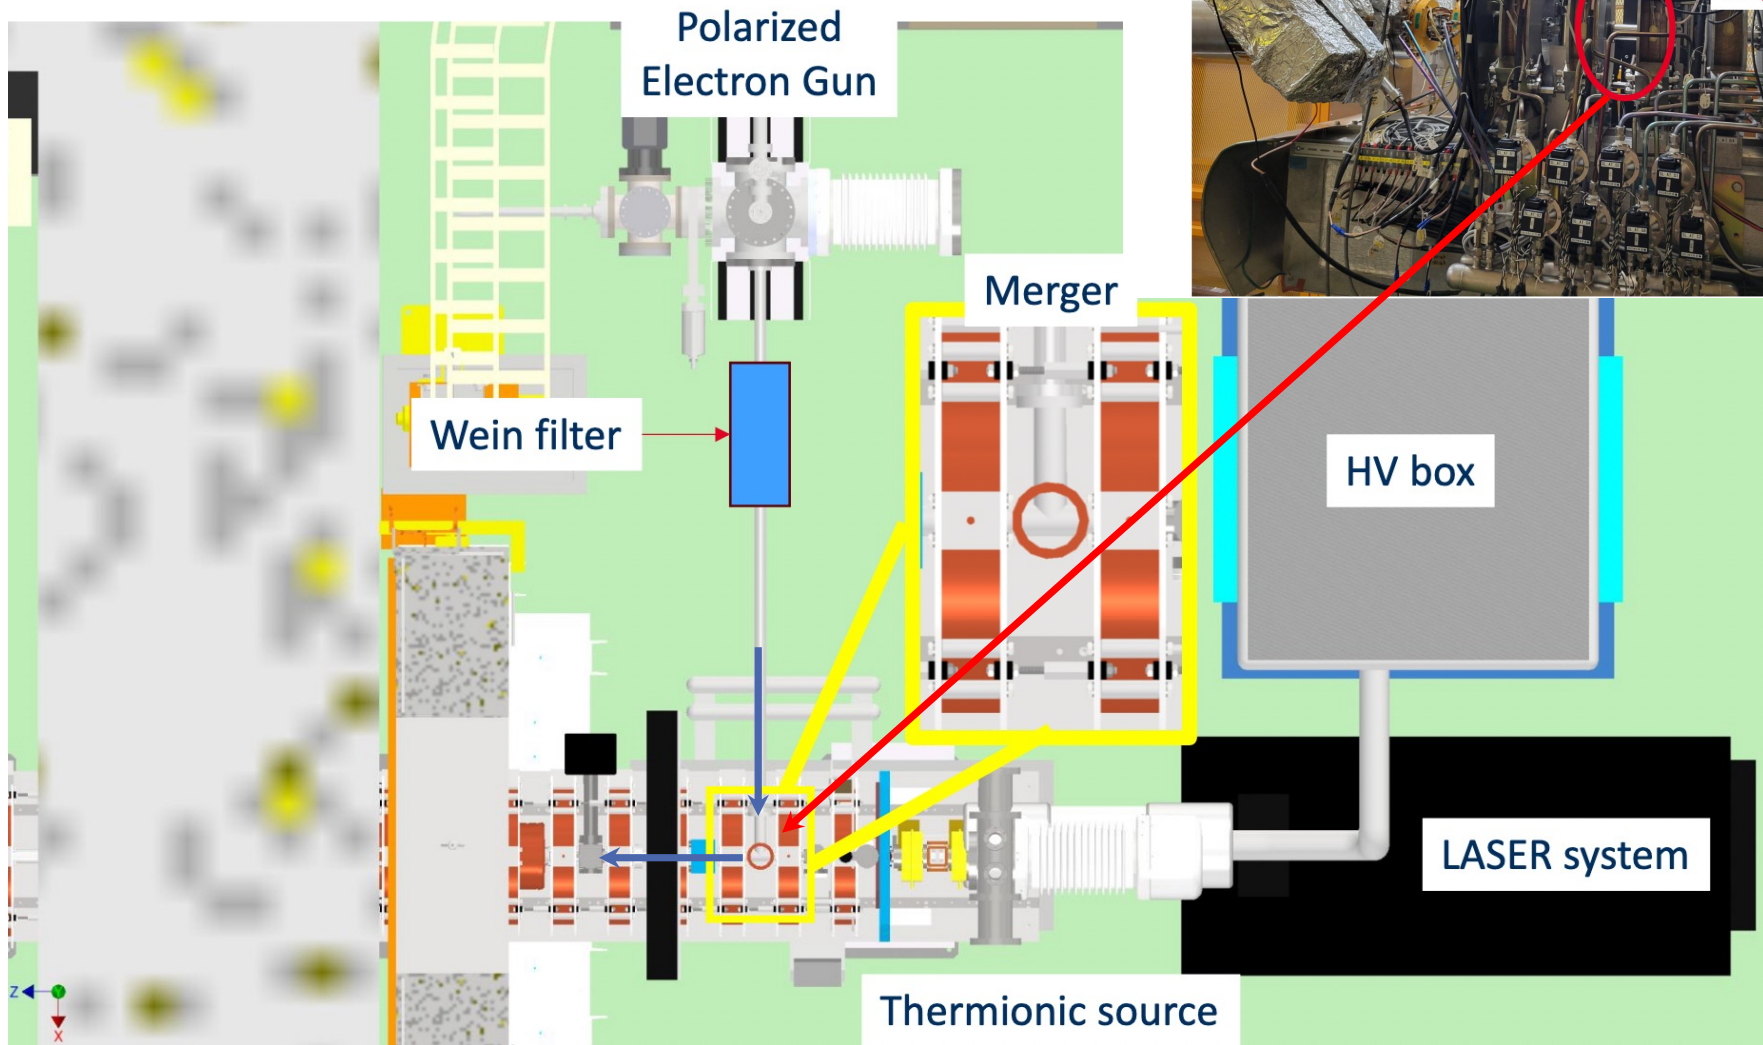 Polarized
Electron Gun
Merger
Wein filter
HV box
LASER system
Thermionic source
Z
Y
X